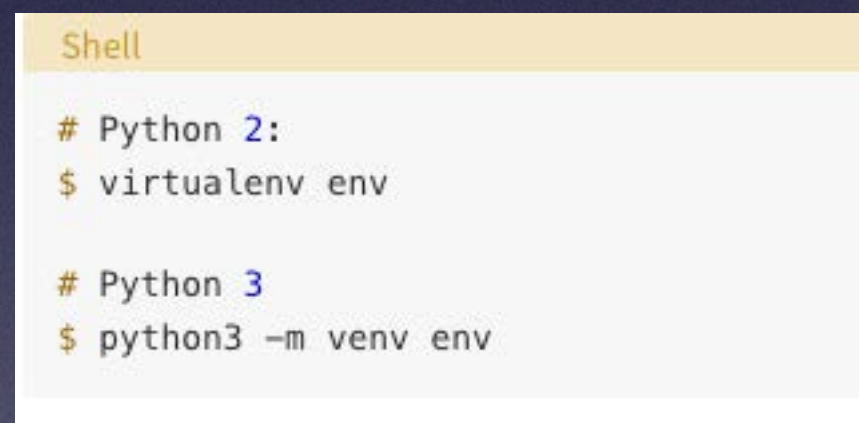 Shell
# Python 2:
$ virtualenv env
# Python 3
$ python3 -m venv env